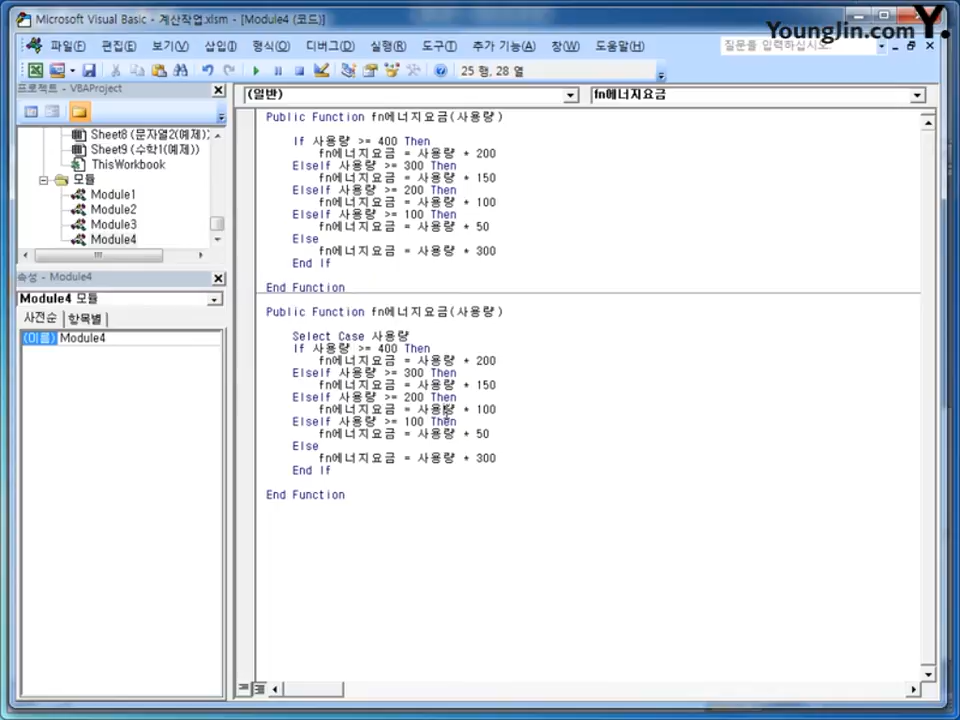 Microsoft Visual Basic - 계산작업.xlsm - [Module4 (코드)]
YoungJin.com Y.
파일(F) 편집(E) 보기(V) 삽입(I) 형식(O) 디버그(D) 실행(R) 도구(T) 추가 기능(A) 창(W) 도움말(H)
질문을 입력하십시오.
25 행, 28 열
프로젝트 - VBAProject
(일반)
fn에너지요금
Sheet8 (문자열2(예제))
Sheet9 (수학1(예제))
ThisWorkbook
모듈
Module1
Module2
Module3
Module4
속성 - Module4
Module4 모듈
사전순 항목별
(이름) Module4
Public Function fn에너지요금(사용량)
If 사용량 >= 400 Then
fn에너지요금 = 사용량 * 200
ElseIf 사용량 >= 300 Then
fn에너지요금 = 사용량 * 150
ElseIf 사용량 >= 200 Then
fn에너지요금 = 사용량 * 100
ElseIf 사용량 >= 100 Then
fn에너지요금 = 사용량 * 50
Else
fn에너지요금 = 사용량 * 300
End If
End Function
Public Function fn에너지요금(사용량)
Select Case 사용량
If 사용량 >= 400 Then
fn에너지요금 = 사용량 * 200
ElseIf 사용량 >= 300 Then
fn에너지요금 = 사용량 * 150
ElseIf 사용량 >= 200 Then
fn에너지요금 = 사용량 * 100
ElseIf 사용량 >= 100 Then
fn에너지요금 = 사용량 * 50
Else
fn에너지요금 = 사용량 * 300
End If
End Function